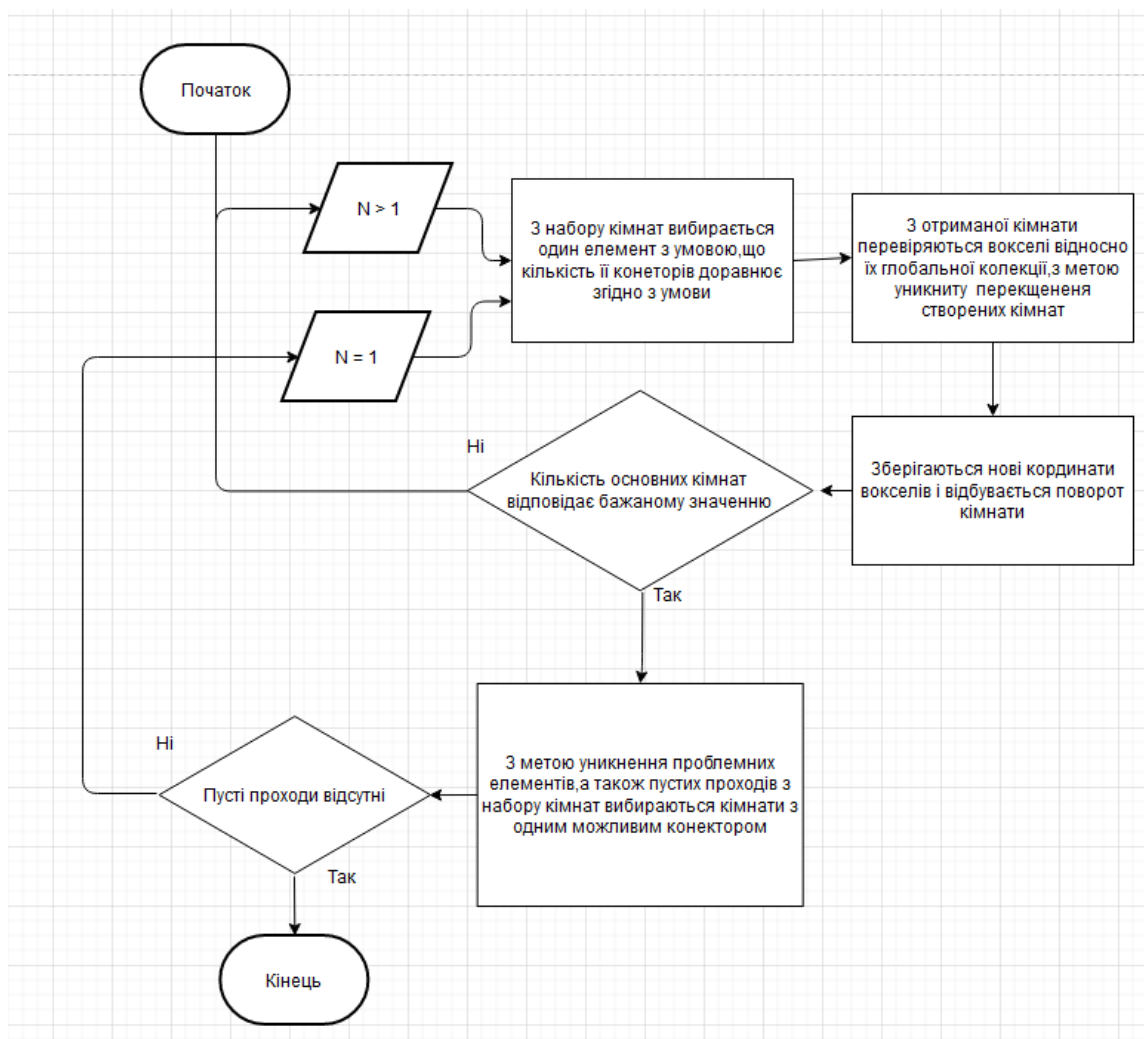 Початок
N > 1
З набору кімнат вибирається
один елемент з умовою,що
кількість її конеторів доравнює
згідно з умови
З отриманої кімнати
перевіряються вокселі відносно
їх глобальної колекції,з метою
уникниту перекщененя
створених кімнат
N = 1
Ні
Кількість основних кімнат
відповідає бажаному значенню
Зберігаються нові кординати
вокселів і відбувається поворот
кімнати
Так
Ні
Пусті проходи відсутні
З метою уникнення проблемних
елементів,а також пустих проходів з
набору кімнат вибираються кімнати з
одним можливим конектором
Так
Кінець